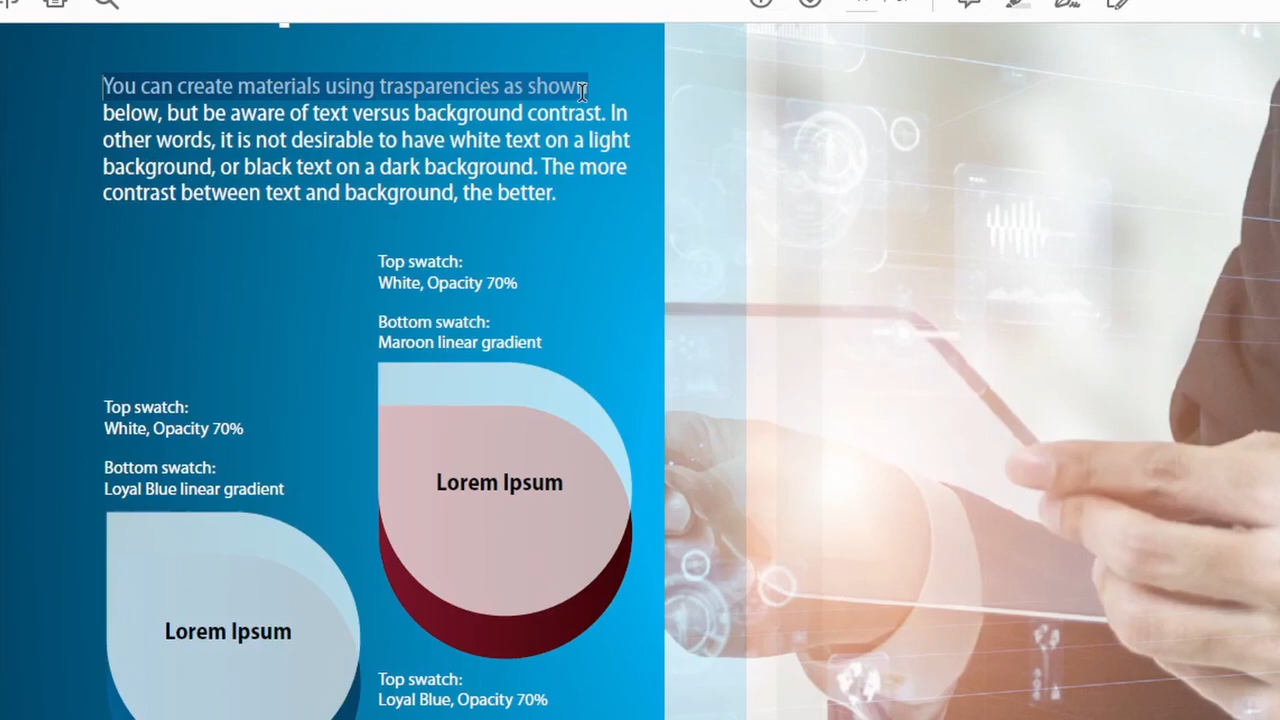 You can create materials using trasparencies as shown
below, but be aware of text versus background contrast. In
other words, it is not desirable to have white text on a light
background, or black text on a dark background. The more
contrast between text and background, the better.
Top swatch:
White, Opacity 70%
Bottom swatch:
Maroon linear gradient
Lorem Ipsum
Top swatch:
White, Opacity 70%
Bottom swatch:
Loyal Blue linear gradient
Lorem Ipsum
Top swatch:
Loyal Blue, Opacity 70%